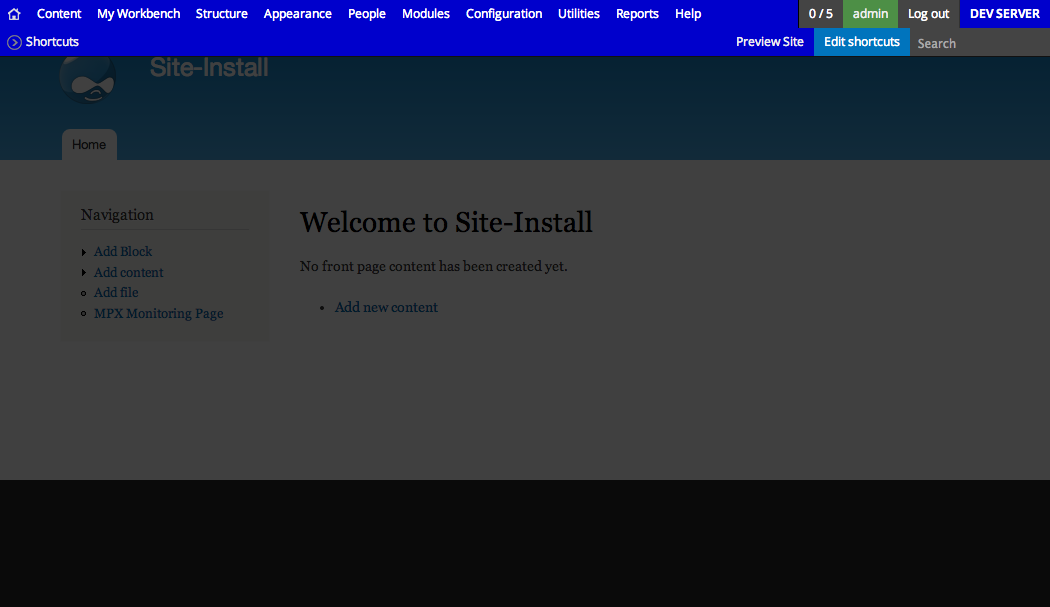 Content My Workbench Structure Appearance People Modules Configuration Utilities Reports Help 0 / 5 admin Log out DEV SERVER
Shortcuts Preview Site Edit shortcuts Search
Site-Install
Home
Navigation
Add Block
Add content
Add file
MPX Monitoring Page
Welcome to Site-Install
No front page content has been created yet.
Add new content